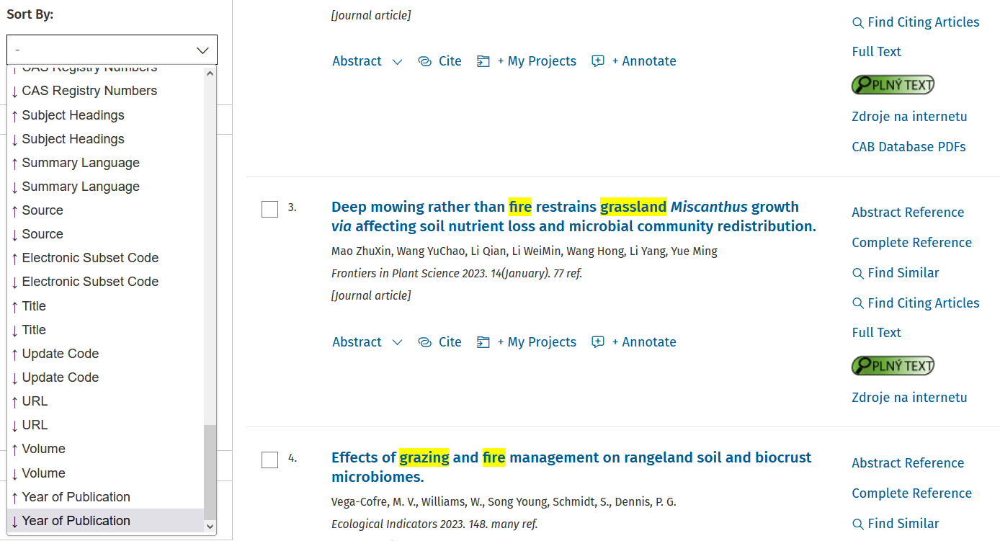 Sort By:
-
↑ CAS Registry Numbers
↓ CAS Registry Numbers
↑ Subject Headings
↓ Subject Headings
↑ Summary Language
↓ Summary Language
↑ Source
↓ Source
↑ Electronic Subset Code
↓ Electronic Subset Code
↑ Title
↓ Title
↑ Update Code
↓ Update Code
↑ URL
↓ URL
↑ Volume
↓ Volume
↑ Year of Publication
↓ Year of Publication
[Journal article]
Abstract Cite + My Projects + Annotate
Find Citing Articles
Full Text
PLNÝ TEXT
Zdroje na internetu
CAB Database PDFs
3.
Deep mowing rather than fire restrains grassland Miscanthus growth
via affecting soil nutrient loss and microbial community redistribution.
Mao ZhuXin, Wang YuChao, Li Qian, Li WeiMin, Wang Hong, Li Yang, Yue Ming
Frontiers in Plant Science 2023. 14(January). 77 ref.
[Journal article]
Abstract Cite + My Projects + Annotate
Abstract Reference
Complete Reference
Find Similar
Find Citing Articles
Full Text
PLNÝ TEXT
Zdroje na internetu
4.
Effects of grazing and fire management on rangeland soil and biocrust
microbiomes.
Vega-Cofre, M. V., Williams, W., Song Young, Schmidt, S., Dennis, P. G.
Ecological Indicators 2023. 148. many ref.
Abstract Reference
Complete Reference
Find Similar